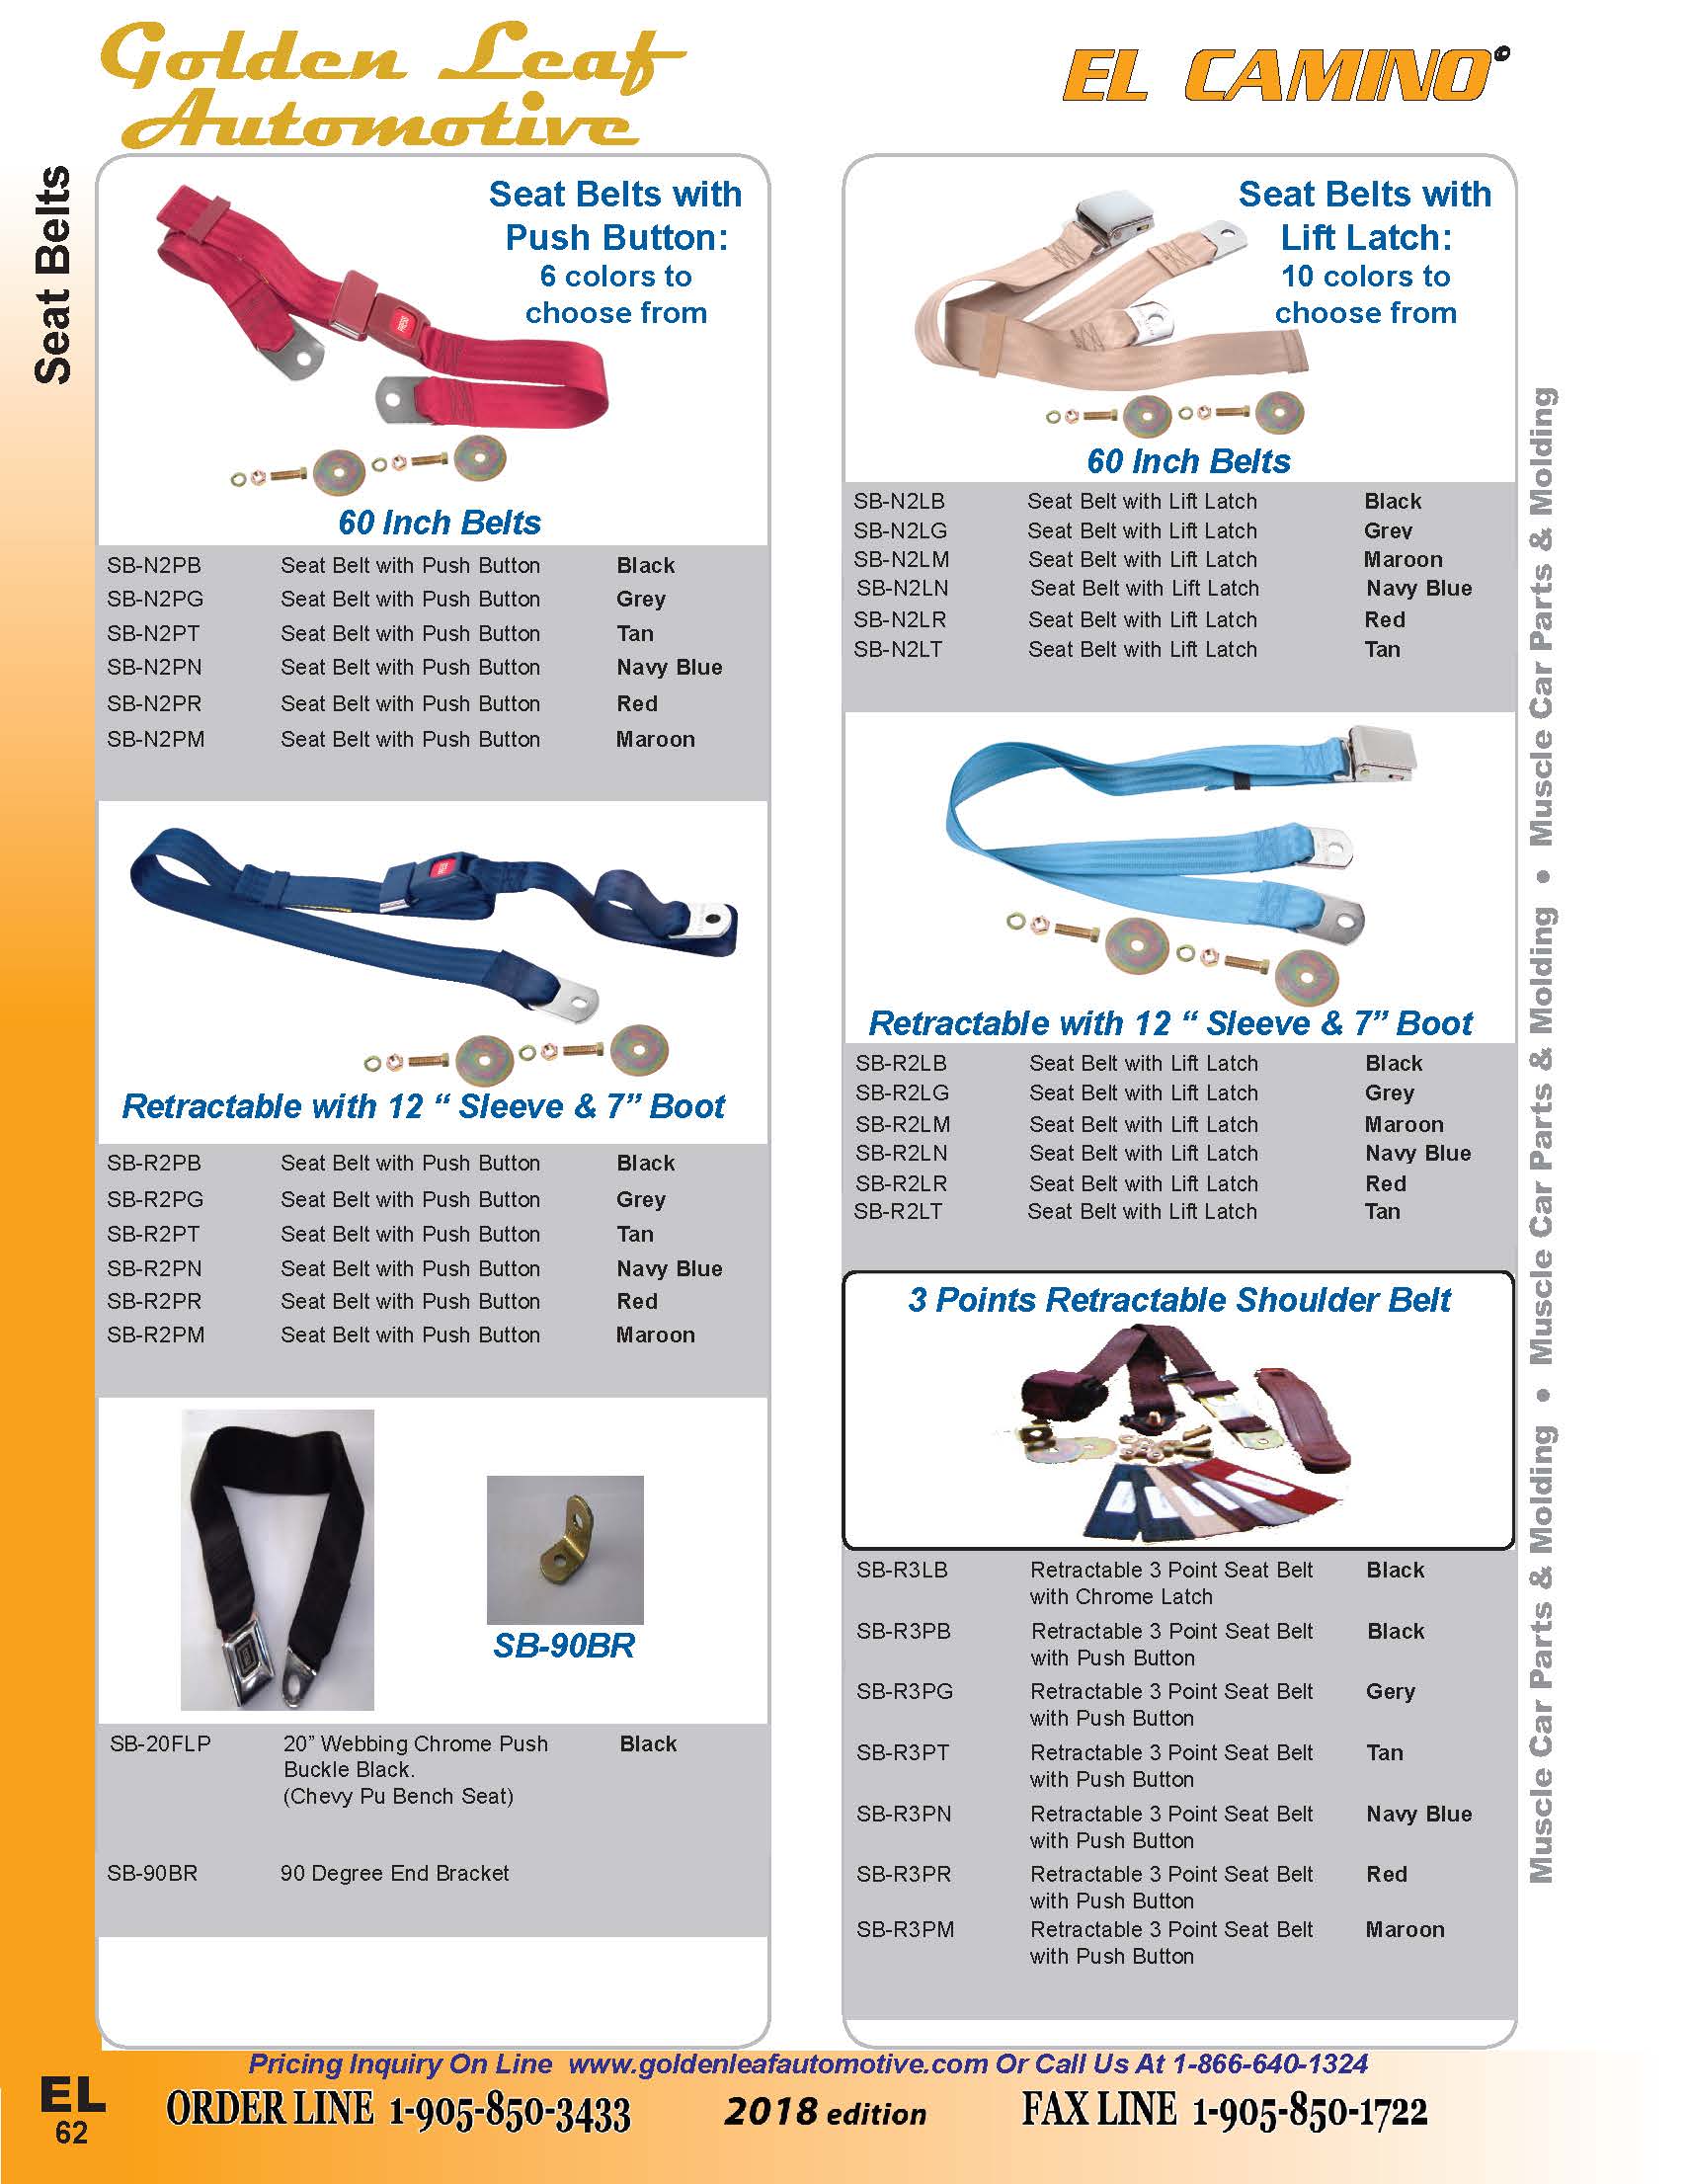 Golden Leaf
Automotive
EL CAMINO
Seat Belts
Seat Belts with
Push Button:
6 colors to
choose from
60 Inch Belts
SB-N2PB Seat Belt with Push Button Black
SB-N2PG Seat Belt with Push Button Grey
SB-N2PT Seat Belt with Push Button Tan
SB-N2PN Seat Belt with Push Button Navy Blue
SB-N2PR Seat Belt with Push Button Red
SB-N2PM Seat Belt with Push Button Maroon
Retractable with 12 “ Sleeve & 7” Boot
SB-R2PB Seat Belt with Push Button Black
SB-R2PG Seat Belt with Push Button Grey
SB-R2PT Seat Belt with Push Button Tan
SB-R2PN Seat Belt with Push Button Navy Blue
SB-R2PR Seat Belt with Push Button Red
SB-R2PM Seat Belt with Push Button Maroon
SB-90BR
SB-20FLP 20” Webbing Chrome Push Black
Buckle Black.
(Chevy Pu Bench Seat)
SB-90BR 90 Degree End Bracket
Seat Belts with
Lift Latch:
10 colors to
choose from
60 Inch Belts
SB-N2LB Seat Belt with Lift Latch Black
SB-N2LG Seat Belt with Lift Latch Grey
SB-N2LM Seat Belt with Lift Latch Maroon
SB-N2LN Seat Belt with Lift Latch Navy Blue
SB-N2LR Seat Belt with Lift Latch Red
SB-N2LT Seat Belt with Lift Latch Tan
Retractable with 12 “ Sleeve & 7” Boot
SB-R2LB Seat Belt with Lift Latch Black
SB-R2LG Seat Belt with Lift Latch Grey
SB-R2LM Seat Belt with Lift Latch Maroon
SB-R2LN Seat Belt with Lift Latch Navy Blue
SB-R2LR Seat Belt with Lift Latch Red
SB-R2LT Seat Belt with Lift Latch Tan
3 Points Retractable Shoulder Belt
SB-R3LB Retractable 3 Point Seat Belt Black
with Chrome Latch
SB-R3PB Retractable 3 Point Seat Belt Black
with Push Button
SB-R3PG Retractable 3 Point Seat Belt Gery
with Push Button
SB-R3PT Retractable 3 Point Seat Belt Tan
with Push Button
SB-R3PN Retractable 3 Point Seat Belt Navy Blue
with Push Button
SB-R3PR Retractable 3 Point Seat Belt Red
with Push Button
SB-R3PM Retractable 3 Point Seat Belt Maroon
with Push Button
Muscle Car Parts & Molding • Muscle Car Parts & Molding • Muscle Car Parts & Molding
Pricing Inquiry On Line www.goldenleafautomotive.com Or Call Us At 1-866-640-1324
EL
62
ORDER LINE 1-905-850-3433 2018 edition FAX LINE 1-905-850-1722